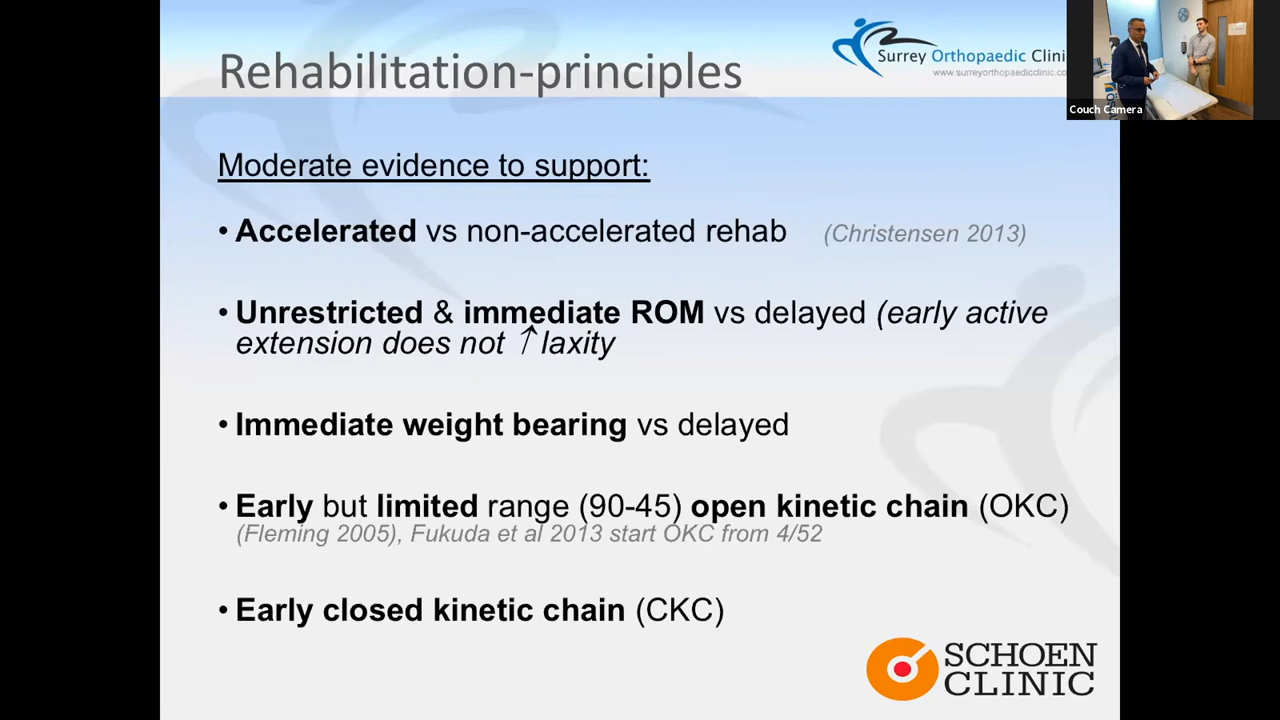 Rehabilitation-principles
Surrey Orthopaedic Clini
www.surreyorthopaedicclinic.co
Couch Camera
Moderate evidence to support:
• Accelerated vs non-accelerated rehab (Christensen 2013)
• Unrestricted & immediate ROM vs delayed (early active
extension does not ↑ laxity
• Immediate weight bearing vs delayed
• Early but limited range (90-45) open kinetic chain (OKC)
(Fleming 2005), Fukuda et al 2013 start OKC from 4/52
• Early closed kinetic chain (CKC)
SCHOEN
CLINIC